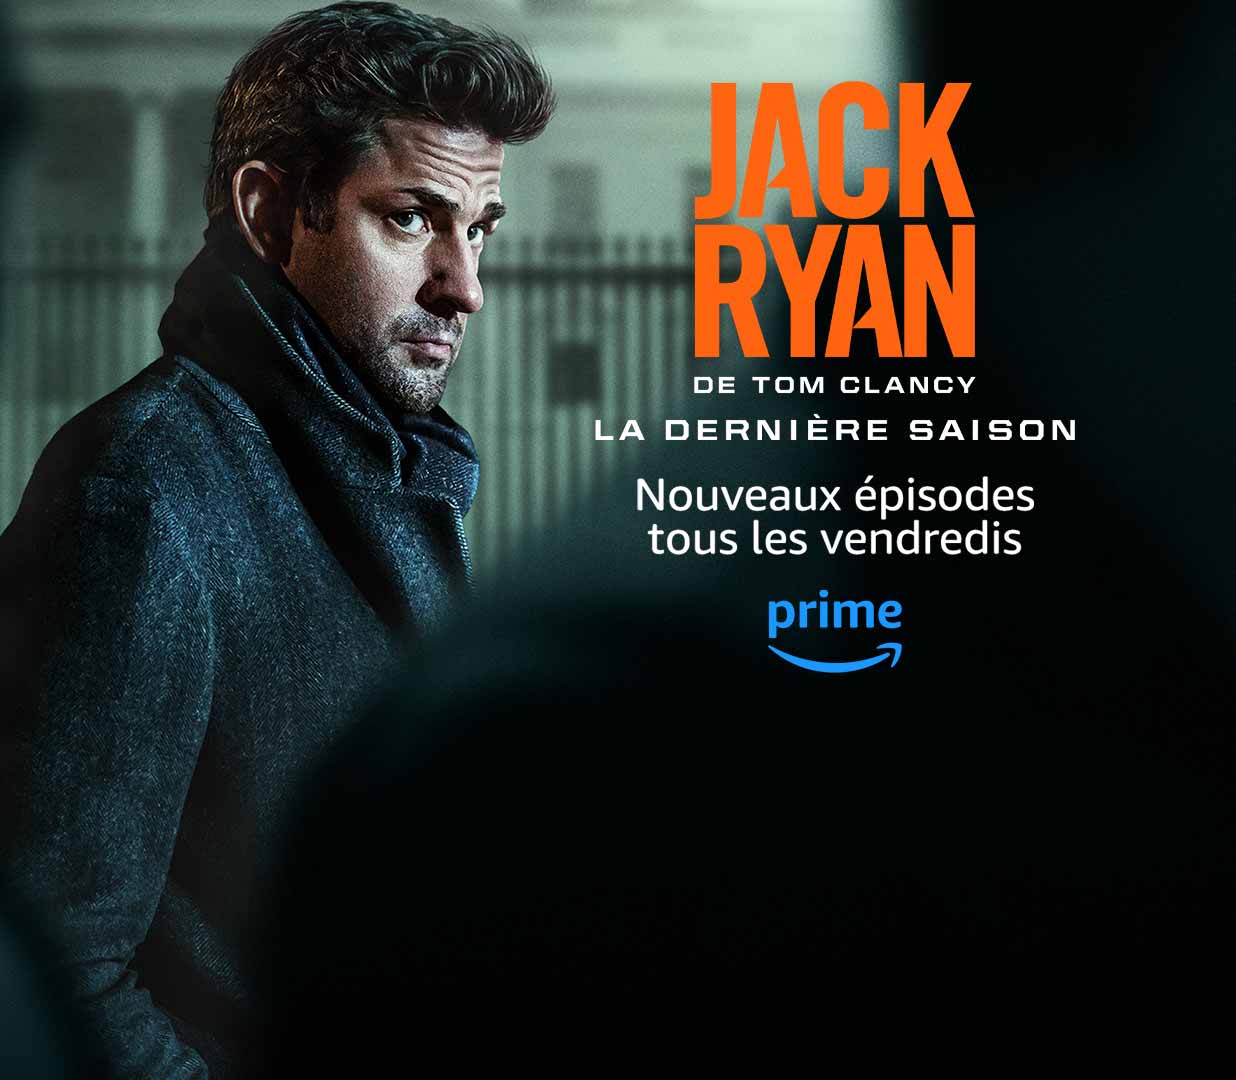 JACK
RYAN
DE TOM CLANCY
LA DERNIÈRE SAISON
Nouveaux épisodes
tous les vendredis
prime